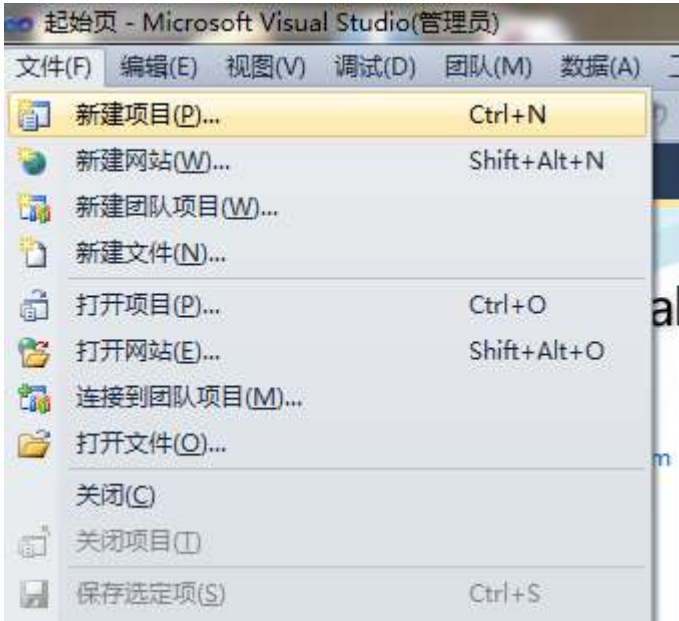 起始页 - Microsoft Visual Studio(管理员)
文件(F) 编辑(E) 视图(V) 调试(D) 团队(M) 数据(A)
新建项目(P)... Ctrl+N
新建网站(W)... Shift+Alt+N
新建团队项目(W)...
新建文件(N)...
打开项目(P)... Ctrl+O
打开网站(E)... Shift+Alt+O
连接到团队项目(M)...
打开文件(O)...
关闭(C)
关闭项目(T)
保存选定项(S) Ctrl+S